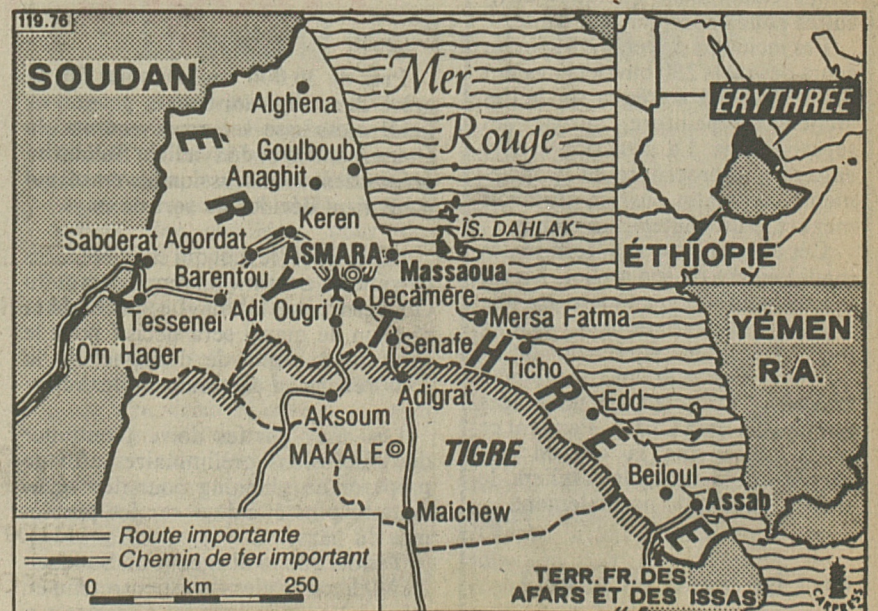 119.76
SOUDAN
Mer
Rouge
Alghena
Goulboub
Anaghit
Keren
Sabderat
Agordat
ASMARA
Massaoua
IS. DAHLAK
Barentou
Decamere
Tessenei
Adi Ougri
Mersa Fatma
Om Hager
Senafe
Ticho
Adigrat
Edd
Aksoum
MAKALE
TIGRE
Beiloul
Assab
Maichew
ERYTHREE
ÉRYTHRÉE
ÉTHIOPIE
YÉMEN
R.A.
Route importante
Chemin de fer important
0 km 250
TERR. FR. DES
AFARS ET DES ISSAS